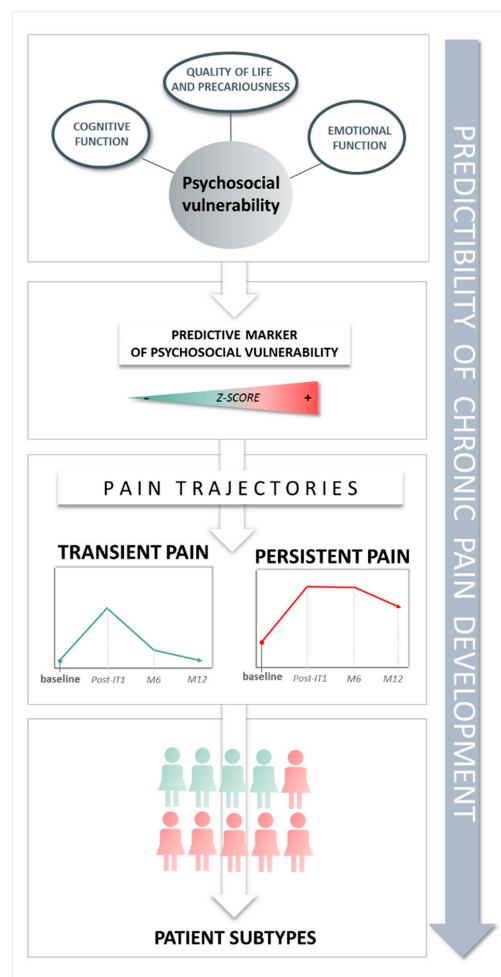 QUALITY OF LIFE
AND PRECARIOUSNESS
COGNITIVE
FUNCTION
EMOTIONAL
FUNCTION
Psychosocial
vulnerability
PREDICTIVE MARKER
OF PSYCHOSOCIAL VULNERABILITY
- Z-SCORE +
PAIN TRAJECTORIES
TRANSIENT PAIN
baseline Post-IT1 M6 M12
PERSISTENT PAIN
baseline Post-IT1 M6 M12
PATIENT SUBTYPES
PREDICTIBILITY OF CHRONIC PAIN DEVELOPMENT